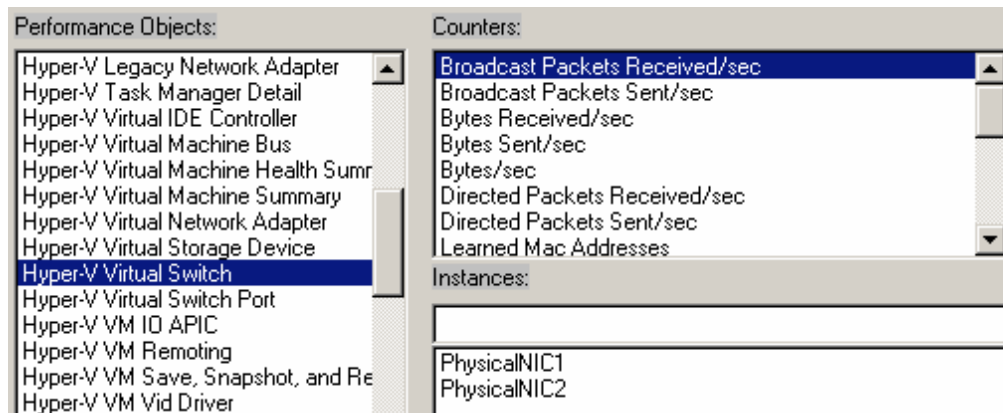 Performance Objects:
Hyper-V Legacy Network Adapter
Hyper-V Task Manager Detail
Hyper-V Virtual IDE Controller
Hyper-V Virtual Machine Bus
Hyper-V Virtual Machine Health Summ
Hyper-V Virtual Machine Summary
Hyper-V Virtual Network Adapter
Hyper-V Virtual Storage Device
Hyper-V Virtual Switch
Hyper-V Virtual Switch Port
Hyper-V VM IO APIC
Hyper-V VM Remoting
Hyper-V VM Save, Snapshot, and Re
Hyper-V VM Vid Driver
Counters:
Broadcast Packets Received/sec
Broadcast Packets Sent/sec
Bytes Received/sec
Bytes Sent/sec
Bytes/sec
Directed Packets Received/sec
Directed Packets Sent/sec
Learned Mac Addresses
Instances:
PhysicalNIC1
PhysicalNIC2